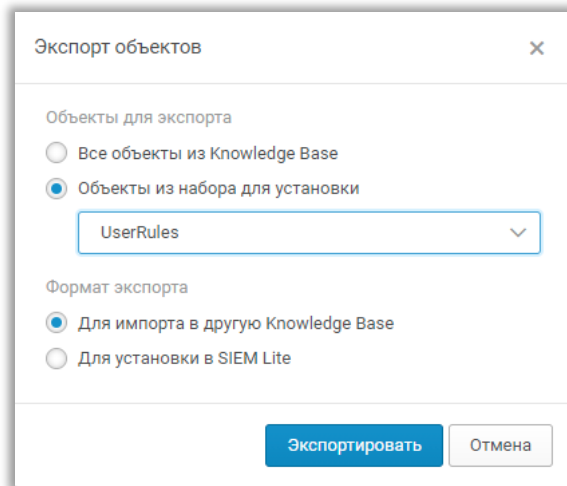 Экспорт объектов
Объекты для экспорта
Все объекты из Knowledge Base
Объекты из набора для установки
UserRules
Формат экспорта
Для импорта в другую Knowledge Base
Для установки в SIEM Lite
Экспортировать
Отмена